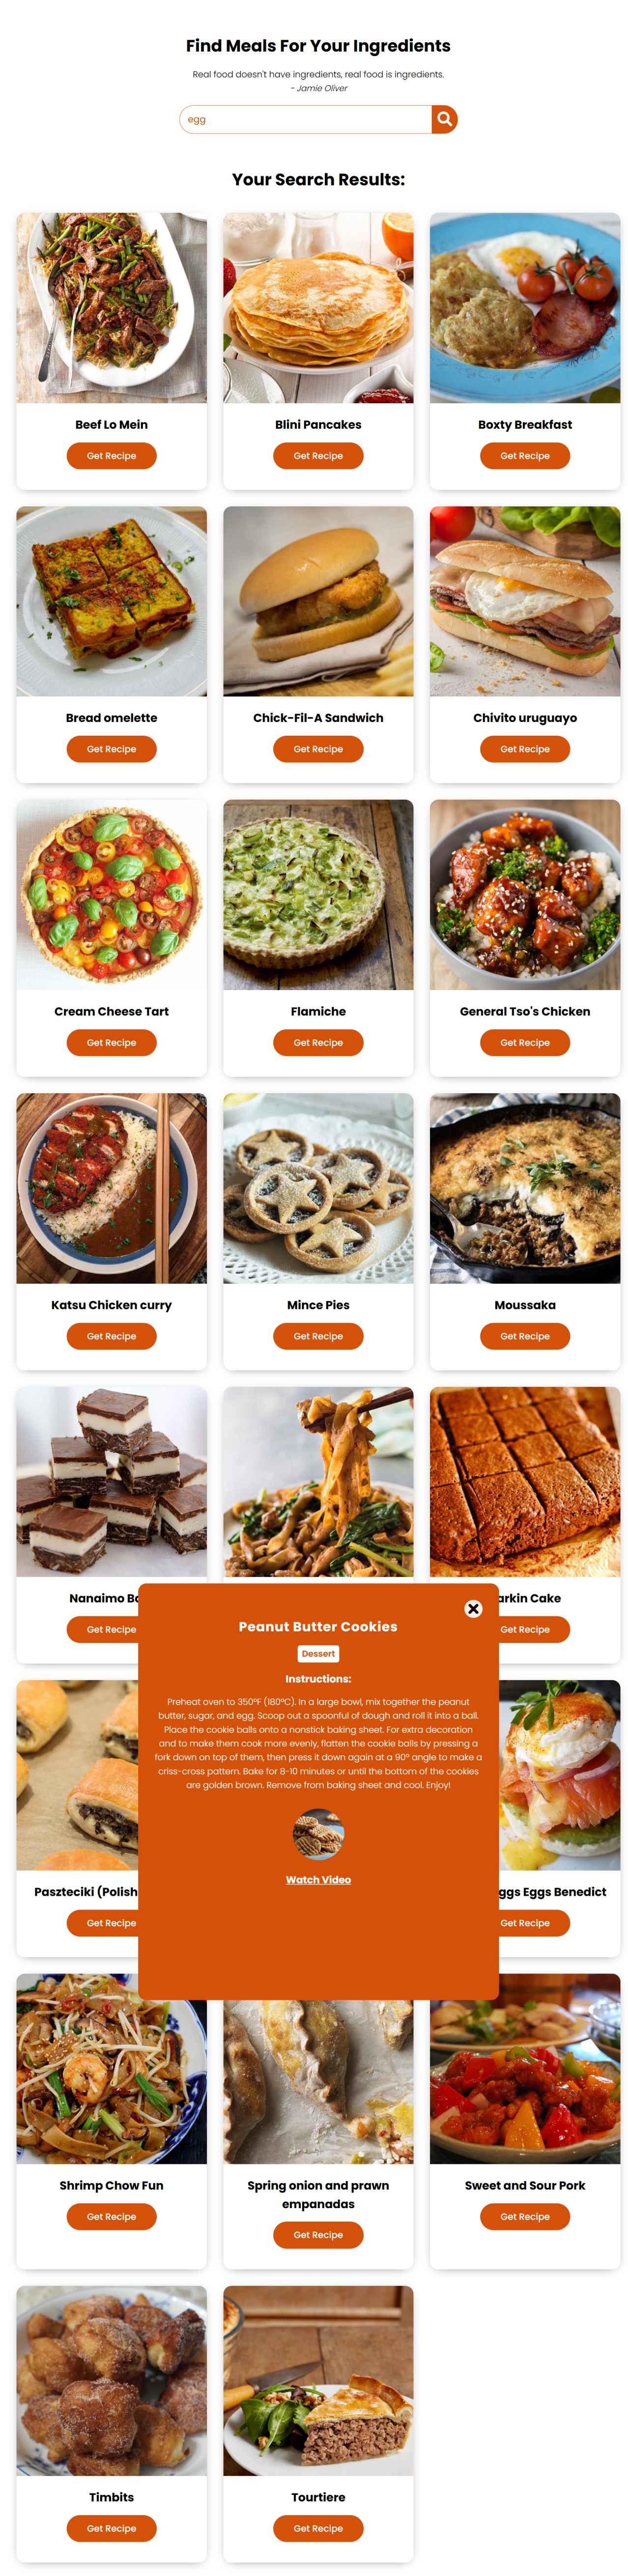 Find Meals For Your Ingredients
Real food doesn't have ingredients, real food is ingredients.
- Jamie Oliver
egg
Your Search Results:
Beef Lo Mein
Blini Pancakes
Boxty Breakfast
Get Recipe
Get Recipe
Get Recipe
Bread omelette
Chick-Fil-A Sandwich
Chivito uruguayo
Get Recipe
Get Recipe
Get Recipe
Cream Cheese Tart
Flamiche
General Tso's Chicken
Get Recipe
Get Recipe
Get Recipe
Katsu Chicken curry
Mince Pies
Moussaka
Get Recipe
Get Recipe
Get Recipe
Nanaimo
Cake
Get Recipe
Get Recipe
Peanut Butter Cookies
Dessert
Instructions:
Preheat oven to 350ºF (180ºC). In a large bowl, mix together the peanut
butter, sugar, and egg. Scoop out a spoonful of dough and roll it into a ball.
Place the cookie balls onto a nonstick baking sheet. For extra decoration
and to make them cook more evenly, flatten the cookie balls by pressing a
fork down on top of them, then press it down again at a 90º angle to make a
criss-cross pattern. Bake for 8-10 minutes or until the bottom of the cookies
are golden brown. Remove from baking sheet and cool. Enjoy!
Watch Video
Paszteciki (Polish
Eggs Benedict
Get Recipe
Get Recipe
Shrimp Chow Fun
Spring onion and prawn
empanadas
Sweet and Sour Pork
Get Recipe
Get Recipe
Get Recipe
Timbits
Tourtiere
Get Recipe
Get Recipe